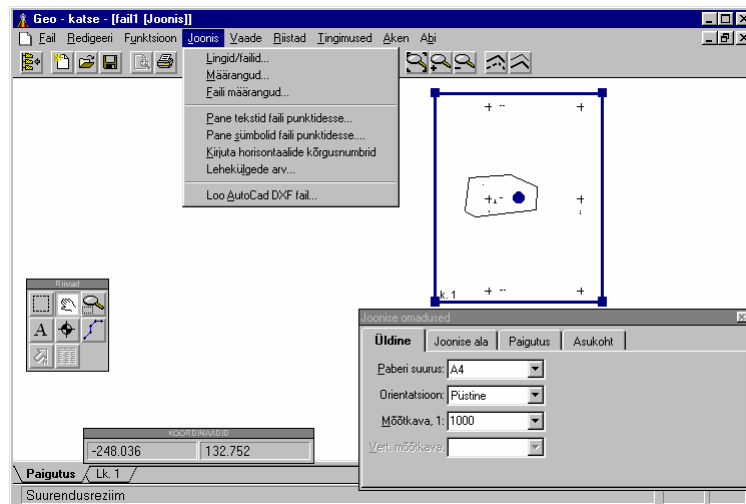 Geo - katse - [fail1 [Joonis]]
Fail Redigeeri Funktsioon Joonis Vaade Riistad Tingimused Aken Abi
Lingid/failid...
Määrangud...
Faili määrangud...
Pane tekstid faili punktidesse...
Pane sümbolid faili punktidesse....
Kirjuta horisontaalide kõrgusnumbrid
Lehekülgede arv...
Loo AutoCad DXF fail...
lk. 1
Riistad
A
Joonise omadused
Üldine Joonise ala Paigutus Asukoht
Paberi suurus: A4
Orientatsioon: Püstine
Mõõtkava, 1: 1000
Vert. mõõtkava,
KOORDINAADID
-248.036 132.752
Paigutus Lk. 1
Suurendusreziim